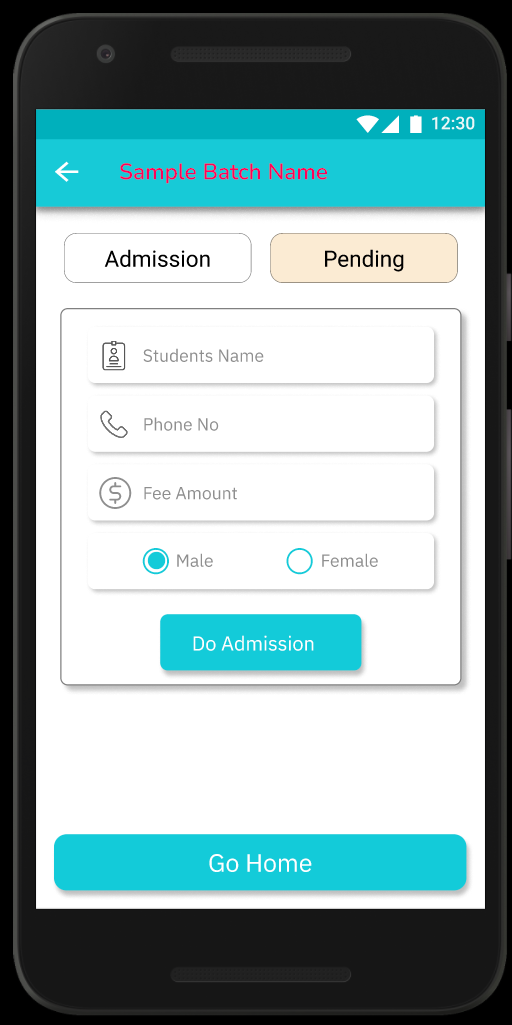 12:30
Sample Batch Name
Admission Pending
Students Name
Phone No
Fee Amount
Male Female
Do Admission
Go Home